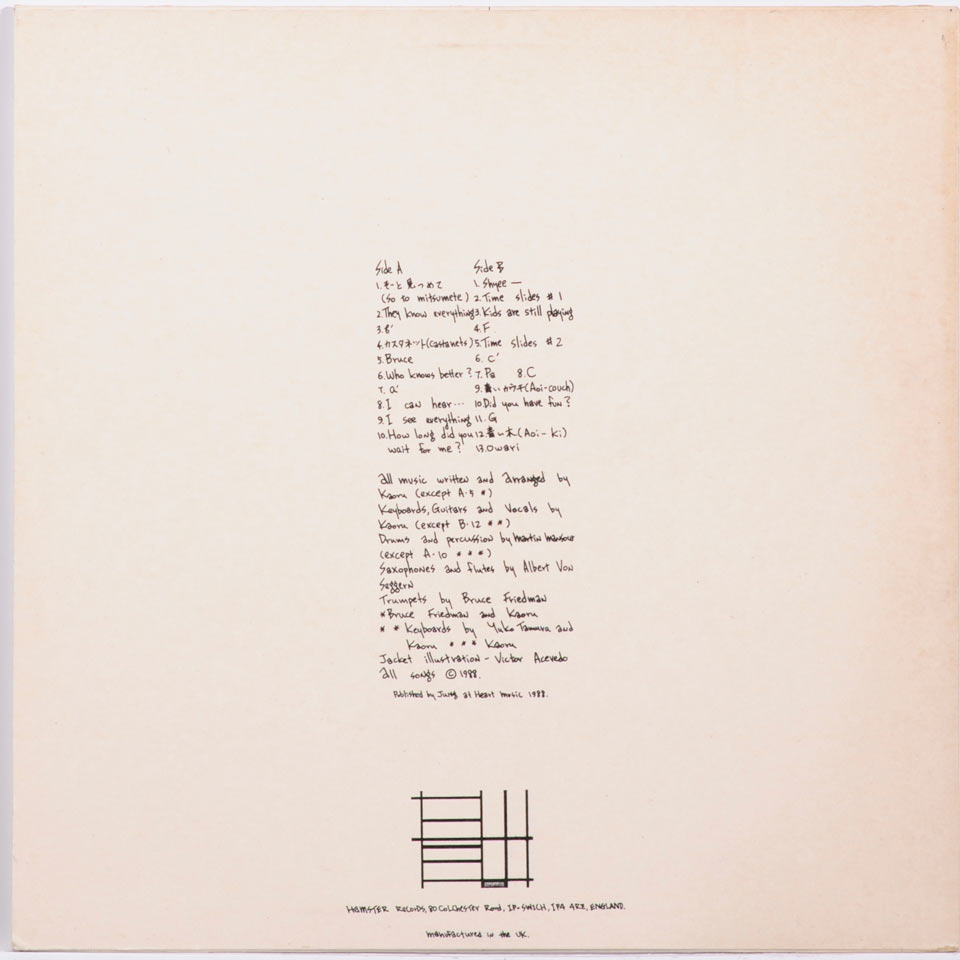 Side A
1.そーと見つめて
(So to mitsumete)
2.They know everything
3.g'
4.カスタネット(castanets)
5.Bruce
6.Who knows better?
7.a'
8.I can hear...
9.I see everything
10.How long did you
wait for me?
Side B
1.Shyee —
2.Time slides #1
3.Kids are still playing
4.F
5.Time slides #2
6.C'
7.Pa 8.C
9.青いカウチ(Aoi-couch)
10.Did you have fun?
11.G
12.青い木(Aoi-ki)
13.Owari
All music written and arranged by
Kaoru (except A-5 *)
Keyboards, Guitars and Vocals by
Kaoru (except B-12 **)
Drums and percussion by Martin Mansour
(except A-10 ***)
Saxophones and flutes by Albert Von
Seggern
Trumpets by Bruce Friedman
*Bruce Friedman and Kaoru
** Keyboards by Yuko Tamura and
Kaoru *** Kaoru
Jacket illustration - Victor Acevedo
All songs © 1988.
Published by Jung at Heart Music 1988.
HAMSTER RECORDS, 80 COLCHESTER Road, IP-SWICH, IP4 4RZ, ENGLAND.
Manufactured in the UK.